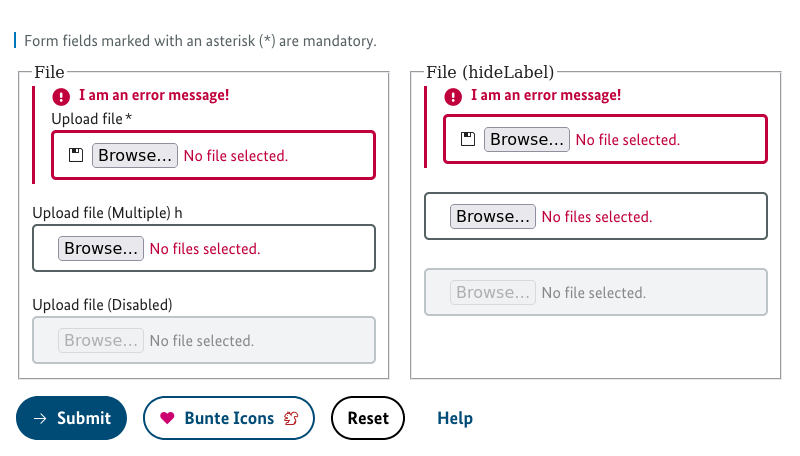 Form fields marked with an asterisk (*) are mandatory.
File
I am an error message!
Upload file *
Browse... No file selected.
Upload file (Multiple) h
Browse... No files selected.
Upload file (Disabled)
Browse... No file selected.
File (hideLabel)
I am an error message!
Browse... No file selected.
Browse... No files selected.
Browse... No file selected.
Submit
Bunte Icons
Reset
Help